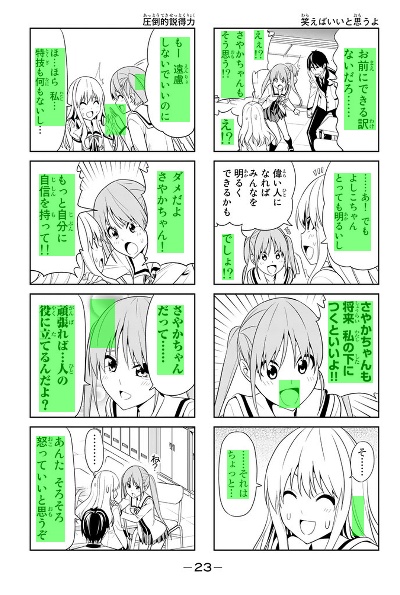 笑えばいいと思うよ
お前にできる訳
ないだろ……
えぇ!?
さやかちゃんも
そう思う!?
え!?
……あ!でも
よしこちゃん
とっても明るいし
偉い人に
なれば
みんなを
明るく
できるかも
でしょ!?
さやかちゃんも
将来 私の下に
つくといいよ!!
そ…
……それは
ちょっと…
圧倒的説得力
もー 遠慮
しないでいいのに
ほ…ほら 私…
特技も何もないし…
ダメだよ
さやかちゃん!
もっと自分に
自信を持って!!
さやかちゃん
だって……
頑張れば…人の
役に立てるんだよ?
……
あんた そろそろ
怒っていいと思うぞ
－23－